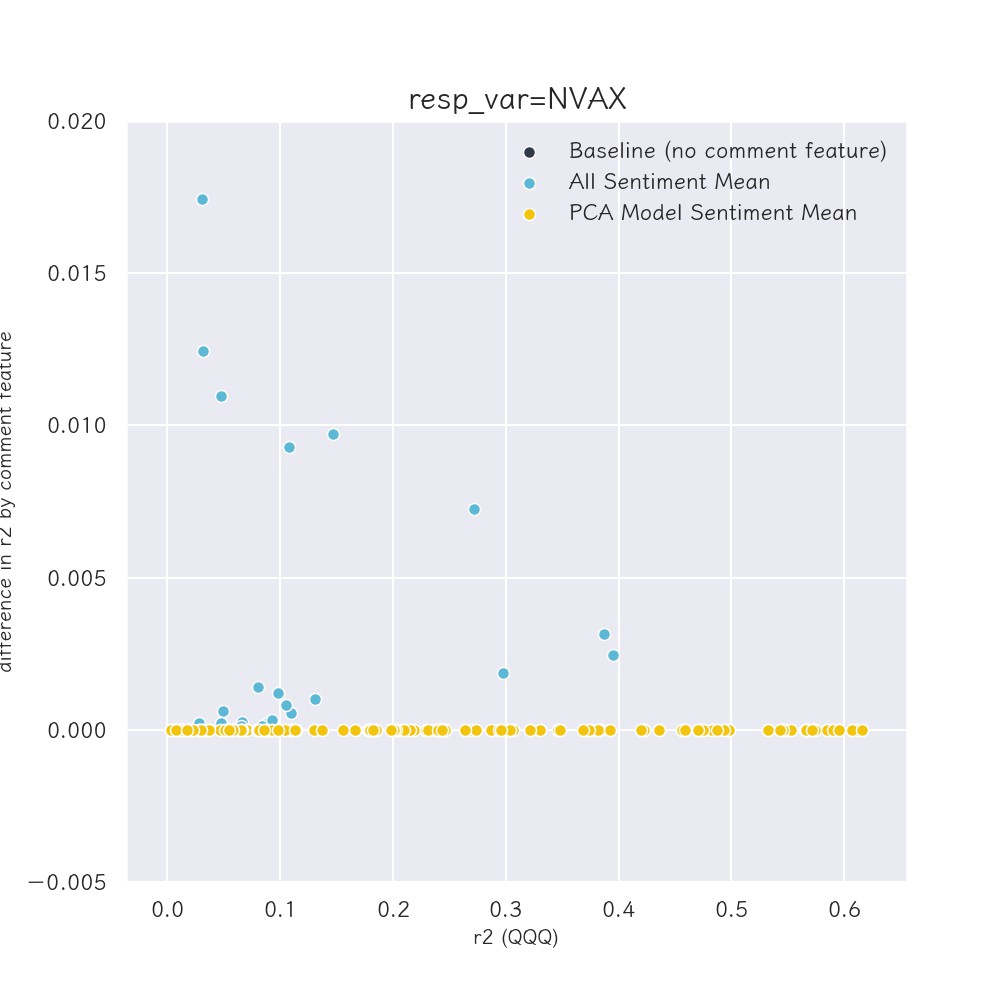 resp_var=NVAX
Baseline (no comment feature)
All Sentiment Mean
PCA Model Sentiment Mean
0.020
0.015
0.010
0.005
0.000
−0.005
difference in r2 by comment feature
0.0 0.1 0.2 0.3 0.4 0.5 0.6
r2 (QQQ)